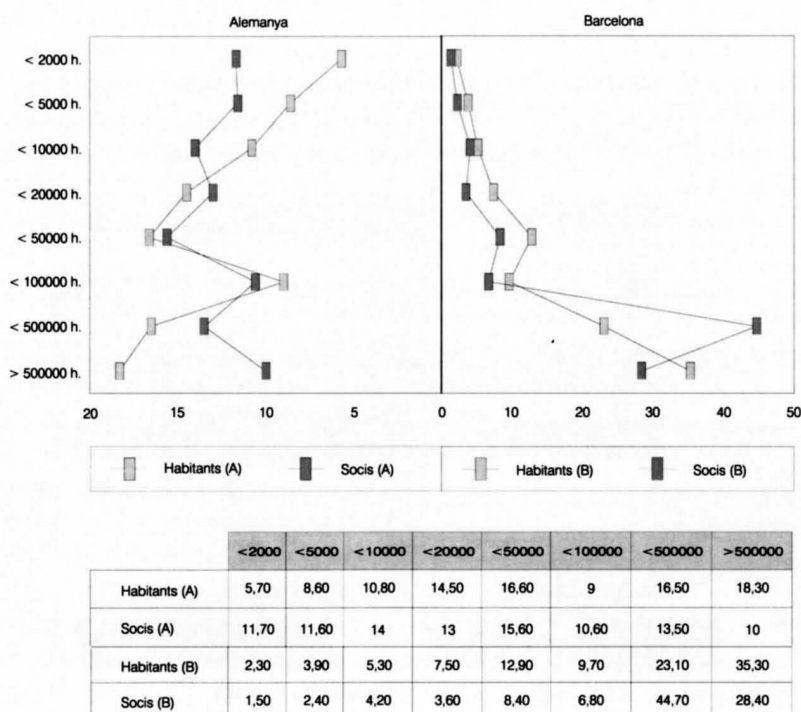 Alemanya Barcelona
< 2000 h.
< 5000 h.
< 10000 h.
< 20000 h.
< 50000 h.
< 100000 h.
< 500000 h.
> 500000 h.
20 15 10 5 0 10 20 30 40 50
Habitants (A) Socis (A) Habitants (B) Socis (B)
<2000 <5000 <10000 <20000 <50000 <100000 <500000 >500000
Habitants (A) 5,70 8,60 10,80 14,50 16,60 9 16,50 18,30
Socis (A) 11,70 11,60 14 13 15,60 10,60 13,50 10
Habitants (B) 2,30 3,90 5,30 7,50 12,90 9,70 23,10 35,30
Socis (B) 1,50 2,40 4,20 3,60 8,40 6,80 44,70 28,40